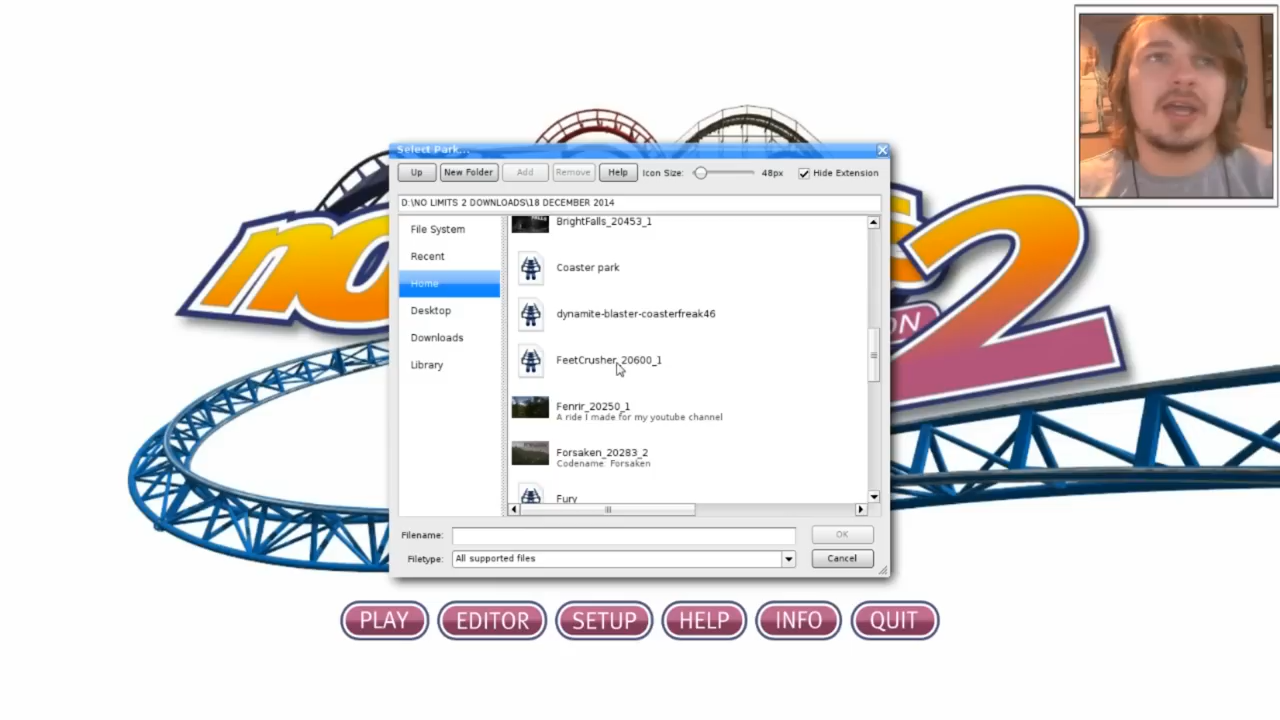 Select Park...
Up
New Folder
Add
Remove
Help
Icon Size:
48px
Hide Extension
D:\NO LIMITS 2 DOWNLOADS\18 DECEMBER 2014
File System
Recent
Home
Desktop
Downloads
Library
BrightFalls_20453_1
Coaster park
dynamite-blaster-coasterfreak46
FeetCrusher_20600_1
Fenrir_20250_1
A ride I made for my youtube channel
Forsaken_20283_2
Codename Forsaken
Fury
Filename:
OK
Filetype:
All supported files
Cancel
no
2
ON
PLAY
EDITOR
SETUP
HELP
INFO
QUIT